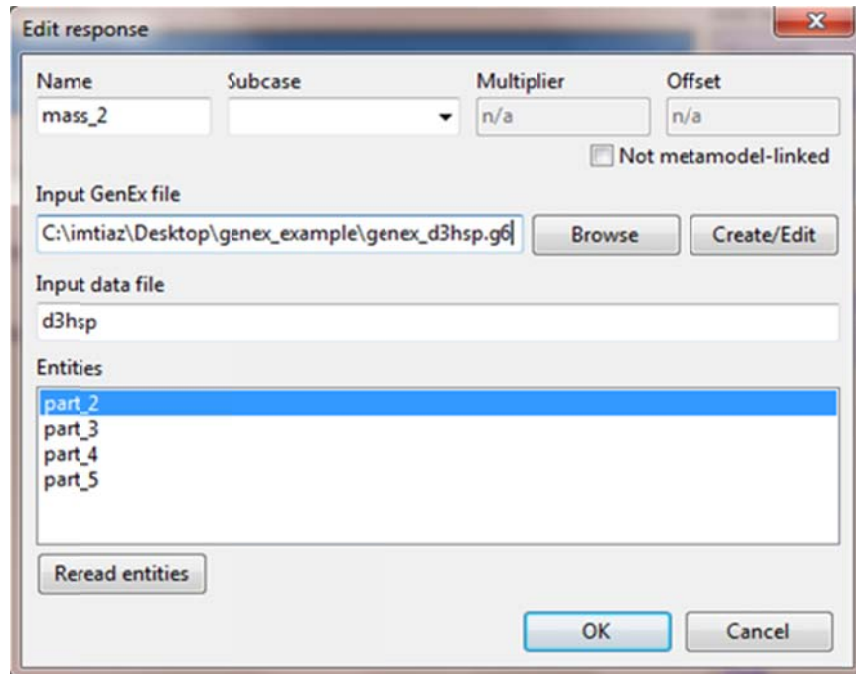 Edit response
Name Subcase Multiplier Offset
mass_2 n/a n/a
Not metamodel-linked
Input GenEx file
C:\imtiaz\Desktop\genex_example\genex_d3hsp.g6 Browse Create/Edit
Input data file
d3hsp
Entities
part_2
part_3
part_4
part_5
Reread entities
OK Cancel